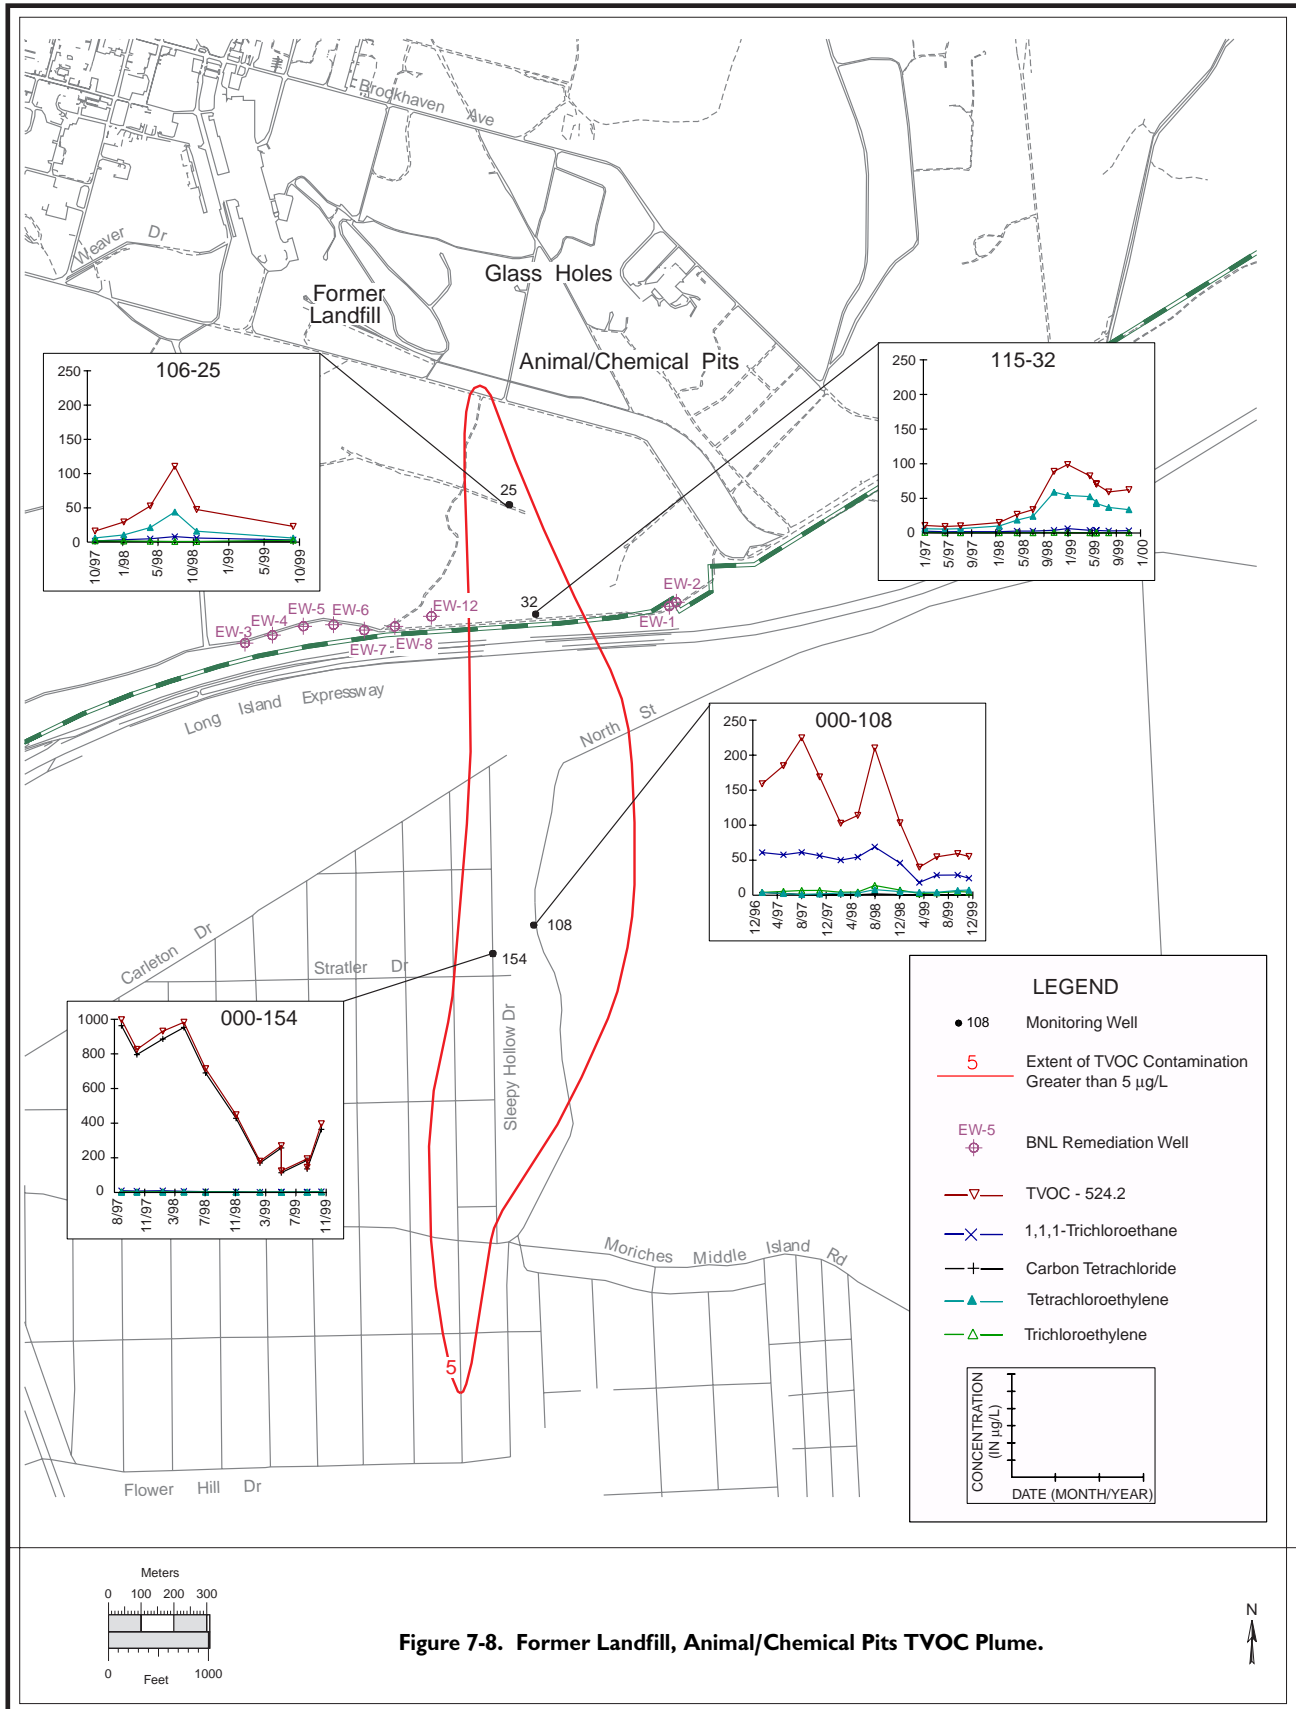 Brookhaven Ave
Weaver Dr
Glass Holes
Former
Landfill
Animal/Chemical Pits
106-25
250
200
150
100
50
0
10/97
1/98
5/98
10/98
1/99
5/99
10/99
115-32
250
200
150
100
50
0
1/97
5/97
9/97
1/98
5/98
9/98
1/99
5/99
9/99
1/00
25
32
EW-2
EW-1
EW-12
EW-6
EW-5
EW-4
EW-3
EW-7
EW-8
Long Island Expressway
North St
000-108
250
200
150
100
50
0
12/96
4/97
8/97
12/97
4/98
8/98
12/98
4/99
8/99
12/99
108
154
Carleton Dr
Stratler Dr
Sleepy Hollow Dr
000-154
1000
800
600
400
200
0
8/97
11/97
3/98
7/98
11/98
3/99
7/99
11/99
Moriches Middle Island Rd
5
Flower Hill Dr
LEGEND
108 Monitoring Well
5 Extent of TVOC Contamination
Greater than 5 µg/L
EW-5
BNL Remediation Well
TVOC - 524.2
1,1,1-Trichloroethane
Carbon Tetrachloride
Tetrachloroethylene
Trichloroethylene
CONCENTRATION
(IN µg/L)
DATE (MONTH/YEAR)
Meters
0 100 200 300
0 1000
Feet
Figure 7-8. Former Landfill, Animal/Chemical Pits TVOC Plume.
N